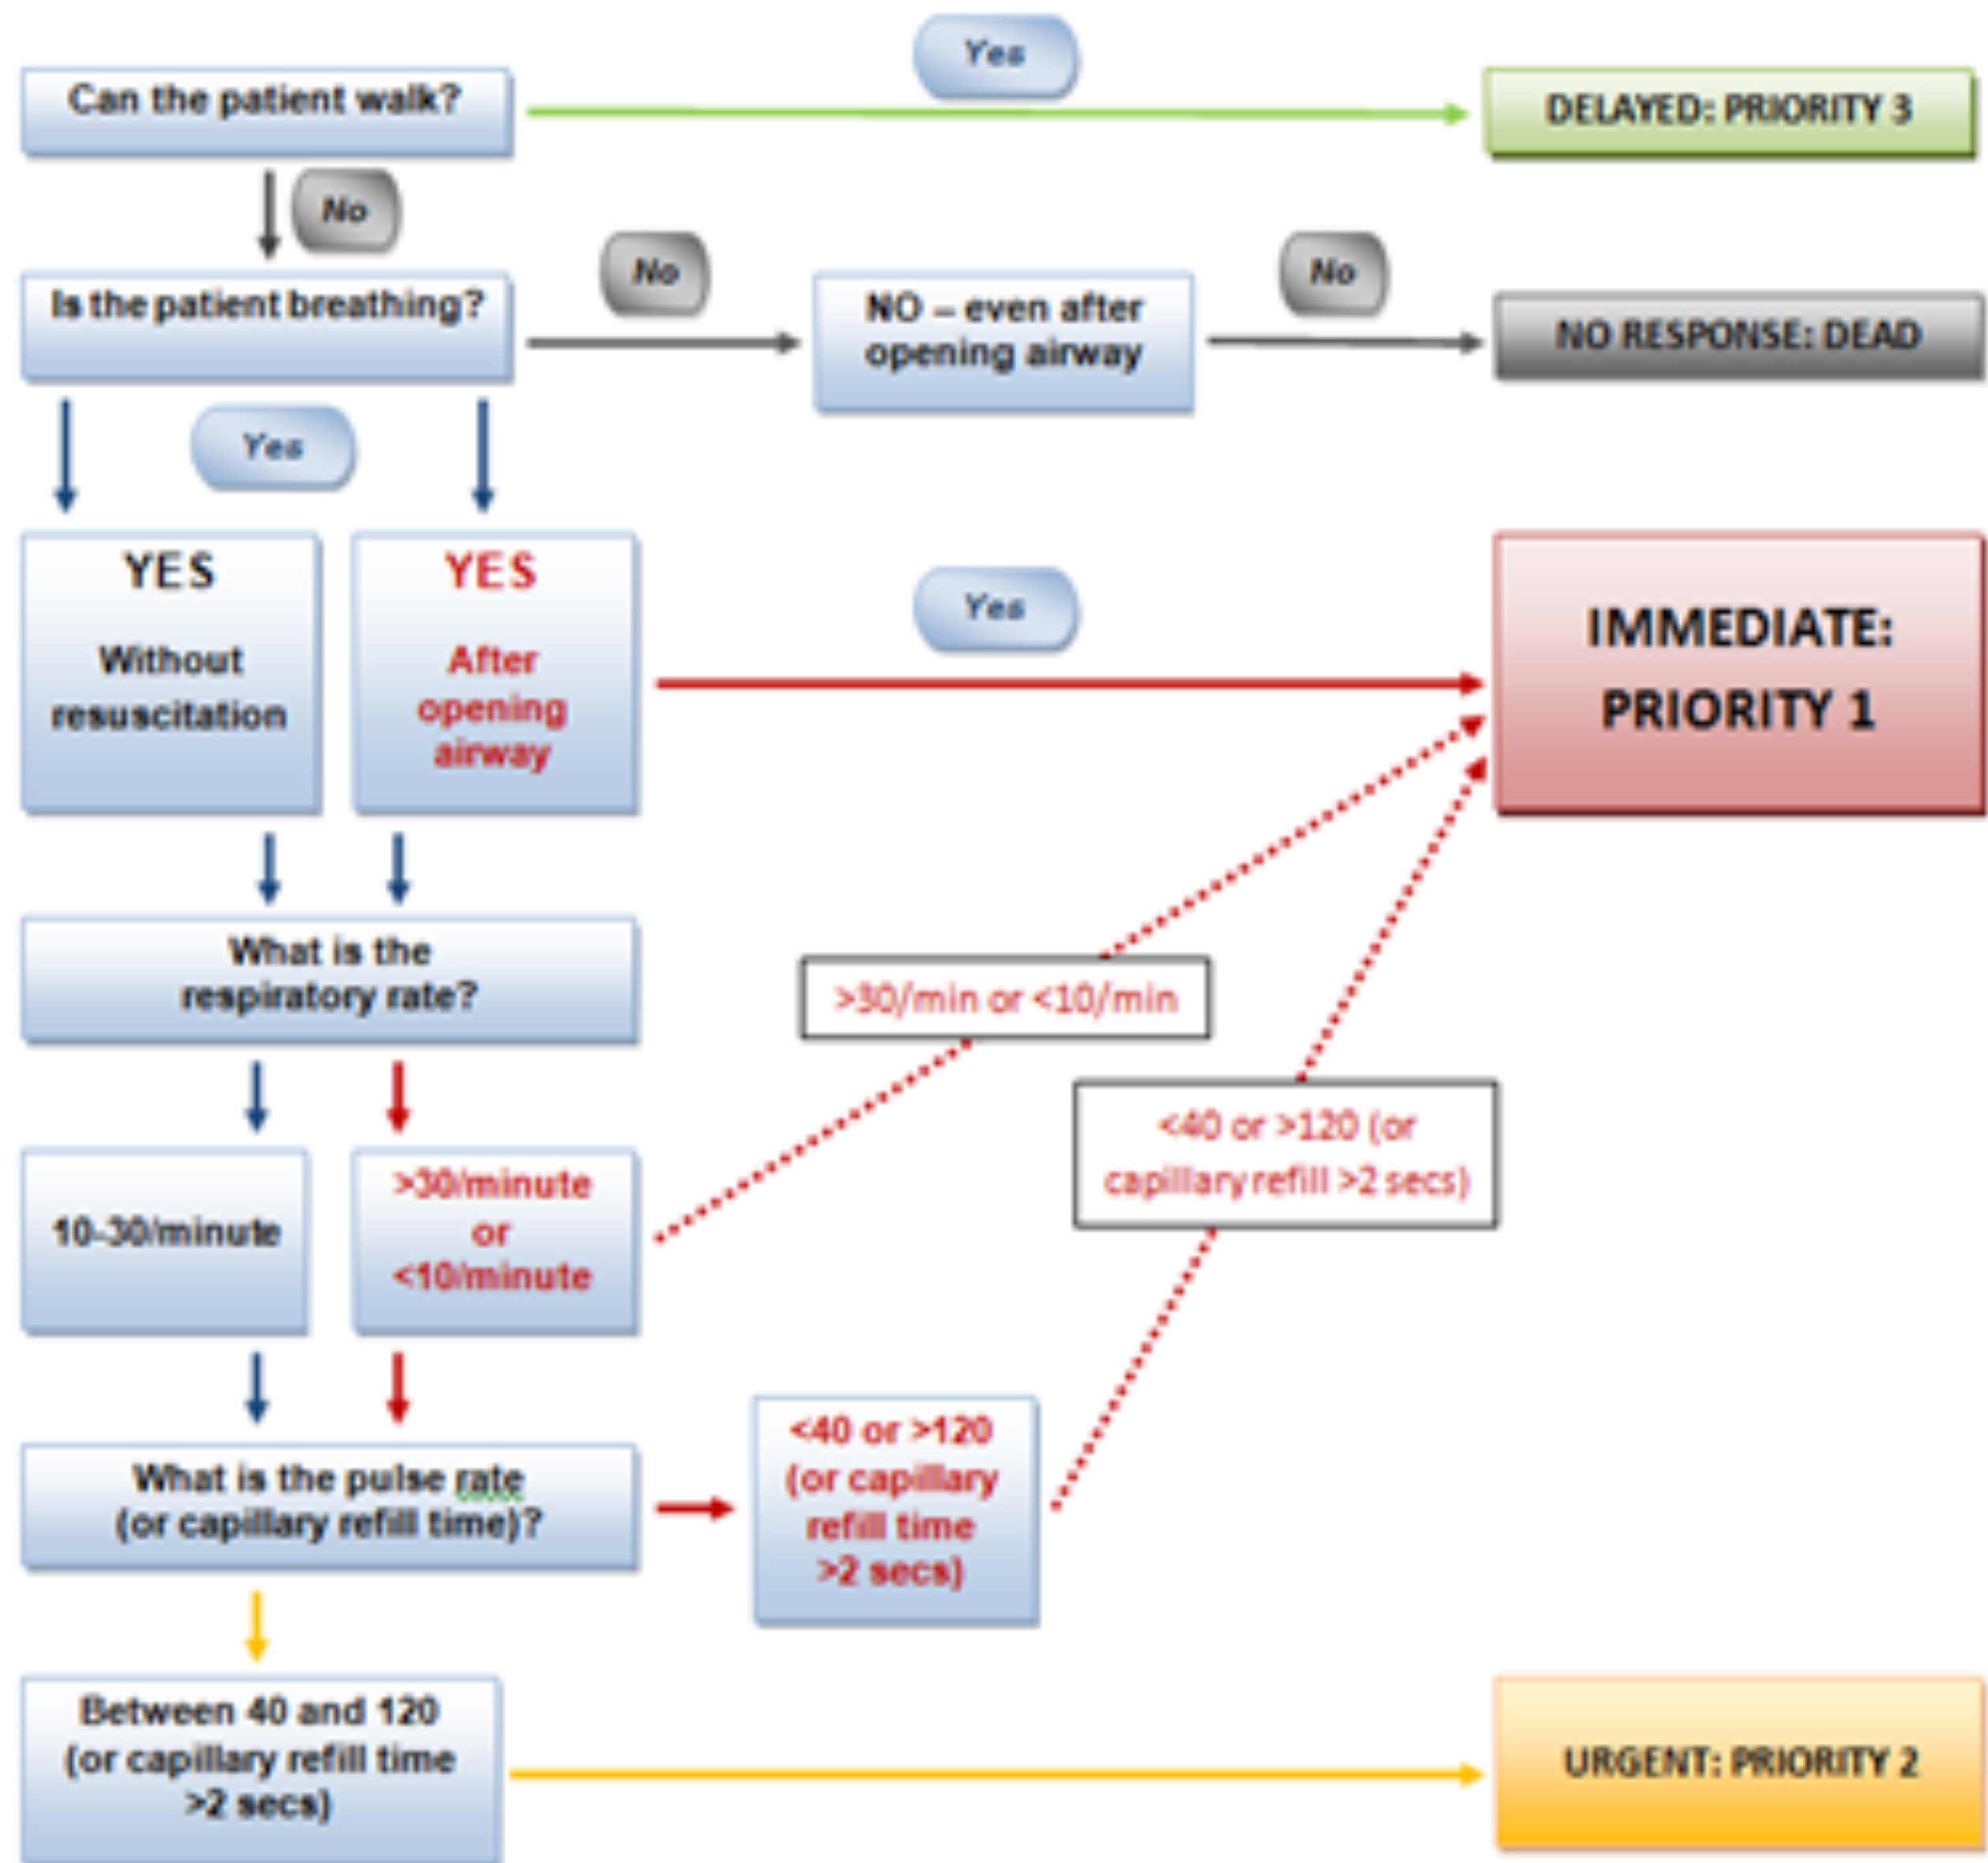 Yes
Can the patient walk?
DELAYED: PRIORITY 3
No
No
No
Is the patient breathing?
NO – even after
opening airway
NO RESPONSE: DEAD
Yes
YES
Without
resuscitation
YES
After
opening
airway
Yes
IMMEDIATE:
PRIORITY 1
What is the
respiratory rate?
>30/min or <10/min
<40 or >120 (or
capillary refill >2 secs)
10-30/minute
>30/minute
or
<10/minute
What is the pulse rate
(or capillary refill time)?
<40 or >120
(or capillary
refill time
>2 secs)
Between 40 and 120
(or capillary refill time
>2 secs)
URGENT: PRIORITY 2